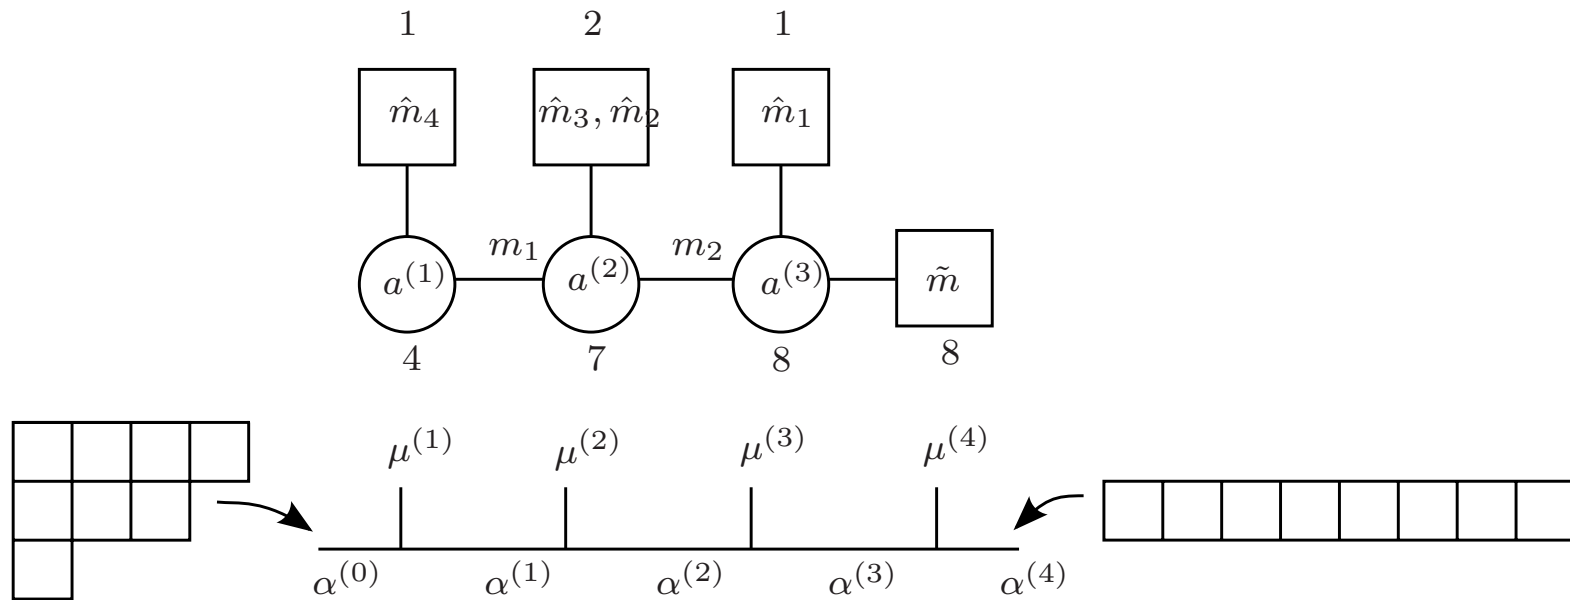 1 2 1
m̂₄ m̂₃, m̂₂ m̂₁
m₁ m₂
a⁽¹⁾ a⁽²⁾ a⁽³⁾ m̃
4 7 8 8
μ⁽¹⁾ μ⁽²⁾ μ⁽³⁾ μ⁽⁴⁾
α⁽⁰⁾ α⁽¹⁾ α⁽²⁾ α⁽³⁾ α⁽⁴⁾